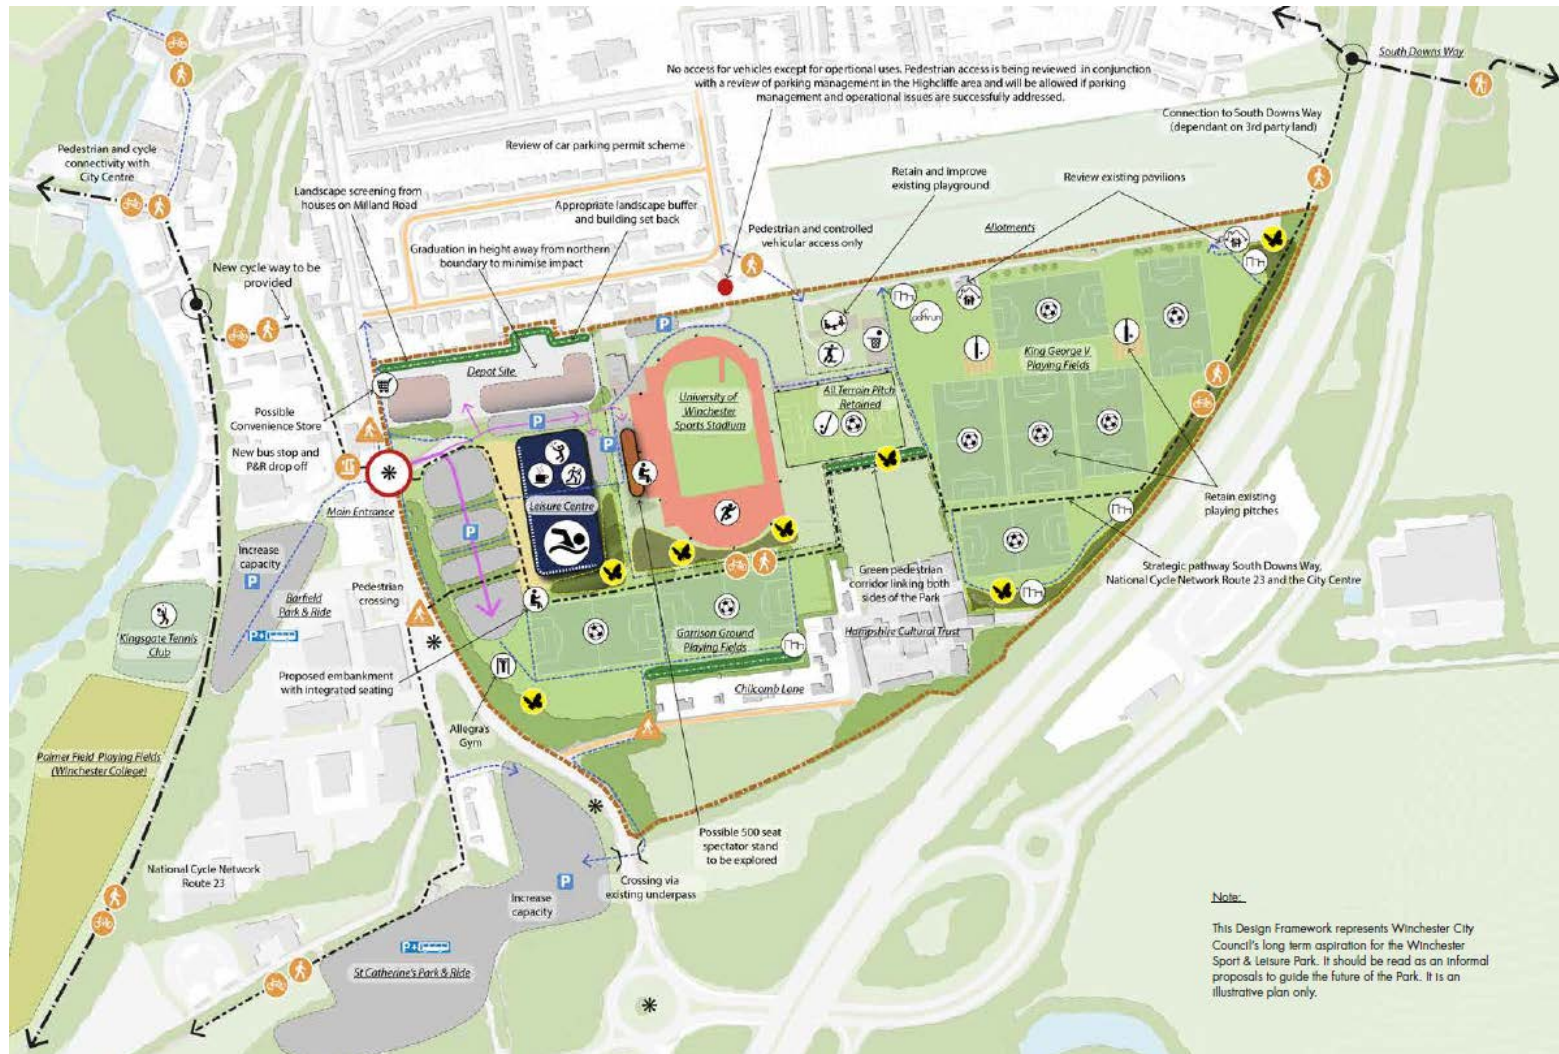 South Downs Way
No access for vehicles except for opertional uses. Pedestrian access is being reviewed in conjunction
with a review of parking management in the Highcliffe area and will be allowed if parking
management and operational issues are successfully addressed.
Connection to South Downs Way
(dependant on 3rd party land)
Pedestrian and cycle
connectivity with
City Centre
Review of car parking permit scheme
Landscape screening from
houses on Milland Road
Appropriate landscape buffer
and building set back
Retain and improve
existing playground
Review existing pavilions
Graduation in height away from northern
boundary to minimise impact
Pedestrian and controlled
vehicular access only
Allotments
New cycle way to be
provided
P
parkrun
King George V
Playing Fields
Depot Site
University of
Winchester
Sports Stadium
All Terrain Pitch
Retained
Possible
Convenience Store
New bus stop and
P&R drop off
P
P
Main Entrance
Leisure Centre
Retain existing
playing pitches
P
Increase
capacity
P
Barfield
Park & Ride
P+
Pedestrian
crossing
Green pedestrian
corridor linking both
sides of the Park
Strategic pathway South Downs Way,
National Cycle Network Route 23 and the City Centre
Kingsgate Tennis
Club
Garrison Ground
Playing Fields
Hampshire Cultural Trust
Proposed embankment
with integrated seating
Chilcomb Lane
Allegra's
Gym
Palmer Field Playing Fields
(Winchester College)
Possible 500 seat
spectator stand
to be explored
National Cycle Network
Route 23
Crossing via
existing underpass
P
Increase
capacity
P+
St Catherine's Park & Ride
Note:
This Design Framework represents Winchester City
Council's long term aspiration for the Winchester
Sport & Leisure Park. It should be read as an informal
proposals to guide the future of the Park. It is an
illustrative plan only.